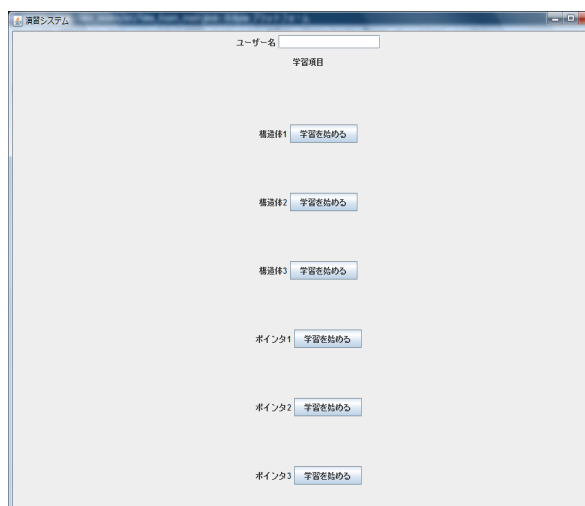 演習システム
ユーザー名
学習項目
構造体1 学習を始める
構造体2 学習を始める
構造体3 学習を始める
ポインタ1 学習を始める
ポインタ2 学習を始める
ポインタ3 学習を始める